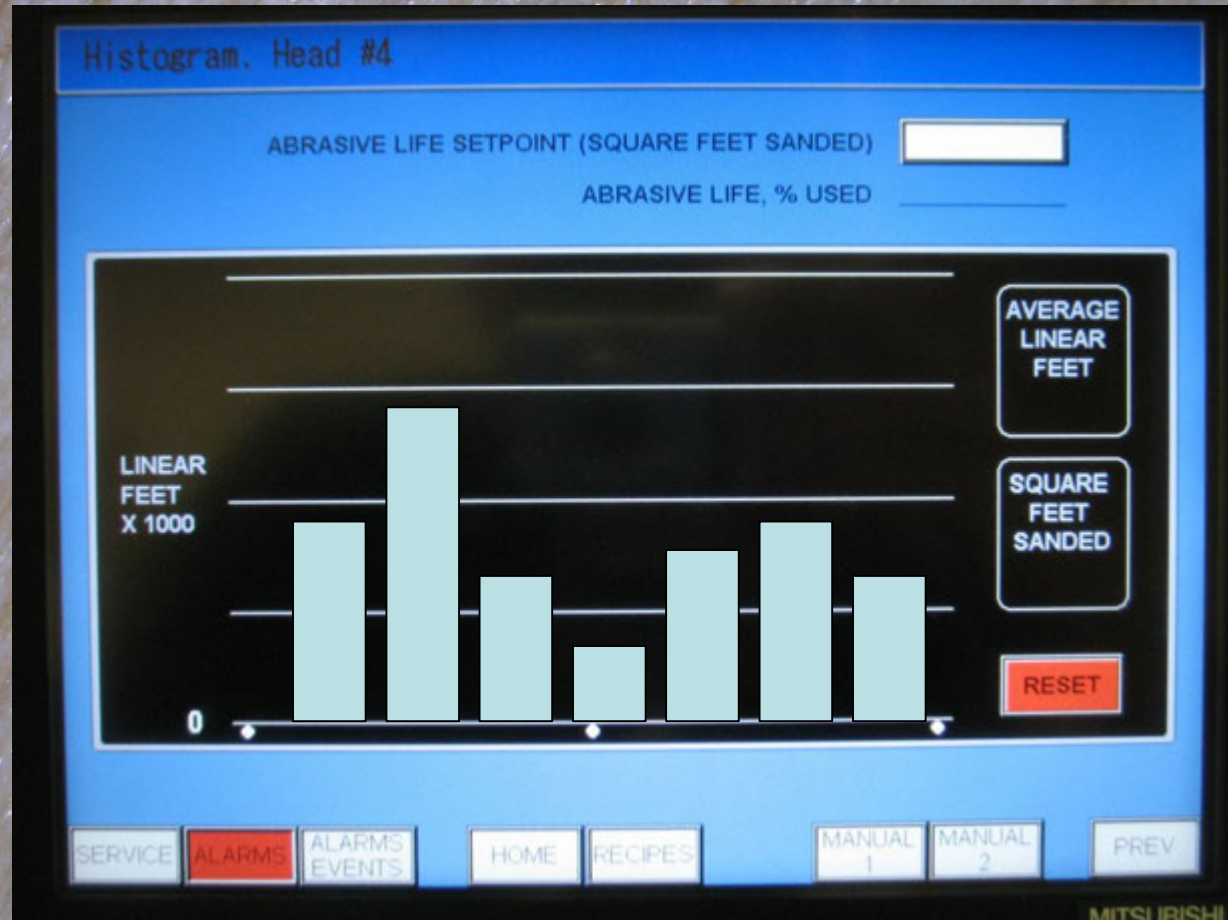 Histogram. Head #4
ABRASIVE LIFE SETPOINT (SQUARE FEET SANDED)
ABRASIVE LIFE, % USED
AVERAGE
LINEAR
FEET
LINEAR
FEET
X 1000
SQUARE
FEET
SANDED
RESET
0
SERVICE
ALARMS
ALARMS
EVENTS
HOME
RECIPES
MANUAL
1
MANUAL
2
PREV
MITSUBISHI